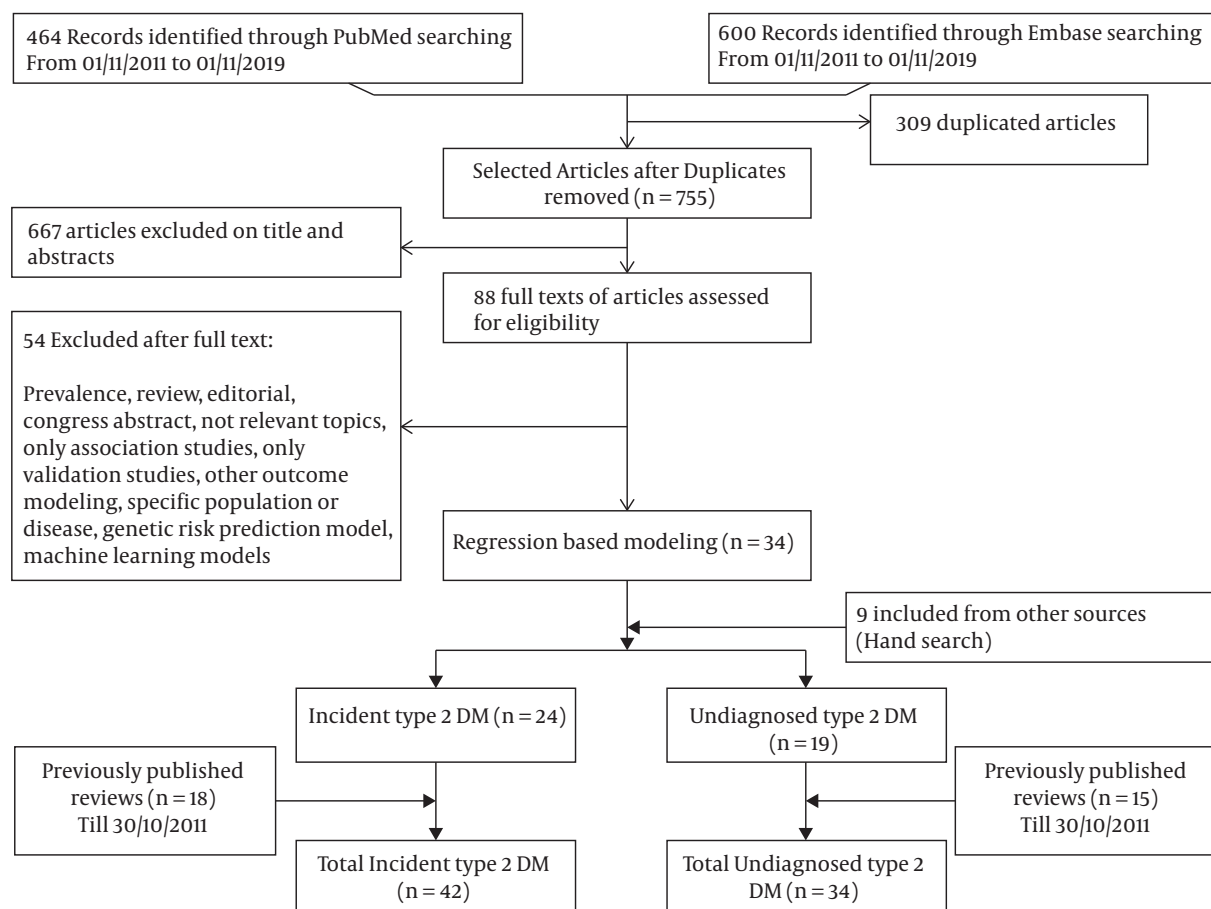 464 Records identified through PubMed searching
From 01/11/2011 to 01/11/2019
600 Records identified through Embase searching
From 01/11/2011 to 01/11/2019
309 duplicated articles
Selected Articles after Duplicates
removed (n = 755)
667 articles excluded on title and
abstracts
88 full texts of articles assessed
for eligibility
54 Excluded after full text:
Prevalence, review, editorial,
congress abstract, not relevant topics,
only association studies, only
validation studies, other outcome
modeling, specific population or
disease, genetic risk prediction model,
machine learning models
Regression based modeling (n = 34)
9 included from other sources
(Hand search)
Incident type 2 DM (n = 24)
Undiagnosed type 2 DM
(n = 19)
Previously published
reviews (n = 18)
Till 30/10/2011
Previously published
reviews (n = 15)
Till 30/10/2011
Total Incident type 2 DM
(n = 42)
Total Undiagnosed type 2
DM (n = 34)